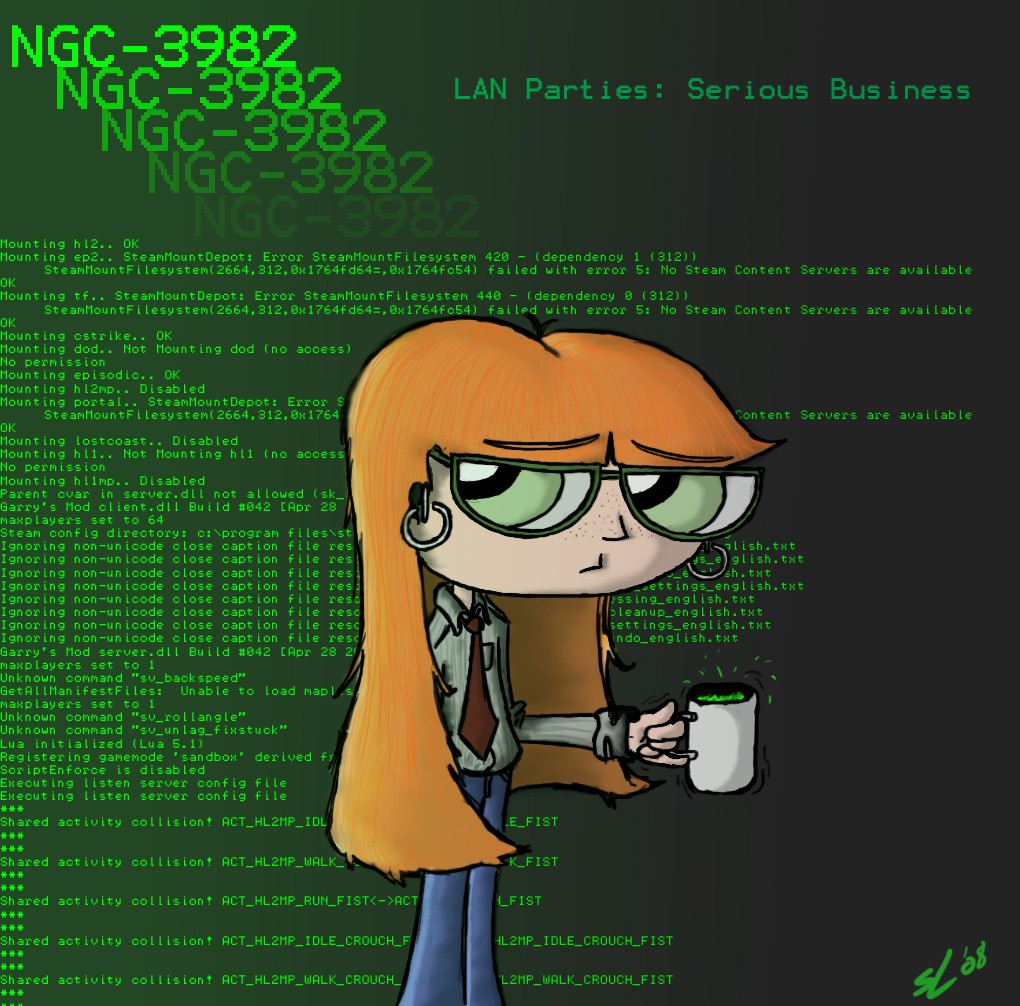 NGC-3982
NGC-3982
NGC-3982
NGC-3982
NGC-3982
LAN Parties: Serious Business
Mounting hl2.. OK
Mounting ep2.. SteamMountDepot: Error SteamMountFilesystem 420 - (dependency 1 (312))
SteamMountFilesystem(2664,312,0x1764fd64=,0x1764fc54) failed with error 5: No Steam Content Servers are available
OK
Mounting tf.. SteamMountDepot: Error SteamMountFilesystem 440 - (dependency 0 (312))
SteamMountFilesystem(2664,312,0x1764fd64=,0x1764fc54) failed with error 5: No Steam Content Servers are available
OK
Mounting cstrike.. OK
Mounting dod.. Not Mounting dod (no access)
No permission
Mounting episodic.. OK
Mounting hl2mp.. Disabled
Mounting portal.. SteamMountDepot: Error S
SteamMountFilesystem(2664,312,0x1764 Content Servers are available
OK
Mounting lostcoast.. Disabled
Mounting hl1.. Not Mounting hl1 (no access
No permission
Mounting hl1mp.. Disabled
Parent cvar in server.dll not allowed (sk_
Garry's Mod client.dll Build #042 [Apr 28
maxplayers set to 64
Steam config directory: c:\program files\st
Ignoring non-unicode close caption file res glish.txt
Ignoring non-unicode close caption file res gs_english.txt
Ignoring non-unicode close caption file res english.txt
Ignoring non-unicode close caption file res settings_english.txt
Ignoring non-unicode close caption file reso ssing_english.txt
Ignoring non-unicode close caption file reso cleanup_english.txt
Ignoring non-unicode close caption file reso settings_english.txt
Ignoring non-unicode close caption file reso ndo_english.txt
Garry's Mod server.dll Build #042 [Apr 28 20
maxplayers set to 1
Unknown command "sv_backspeed"
GetAllManifestFiles: Unable to load map
maxplayers set to 1
Unknown command "sv_rollangle"
Unknown command "sv_unlag_fixstuck"
Lua initialized (Lua 5.1)
Registering gamemode 'sandbox' derived f
ScriptEnforce is disabled
Executing listen server config file
Executing listen server config file
***
Shared activity collision! ACT_HL2MP_IDL E_FIST
***
***
Shared activity collision! ACT_HL2MP_WALK_ K_FIST
***
***
Shared activity collision! ACT_HL2MP_RUN_FIST<->ACT N_FIST
***
***
Shared activity collision! ACT_HL2MP_IDLE_CROUCH_F HL2MP_IDLE_CROUCH_FIST
***
***
Shared activity collision! ACT_HL2MP_WALK_CROUCH_ L2MP_WALK_CROUCH_FIST
***
***
SL '08